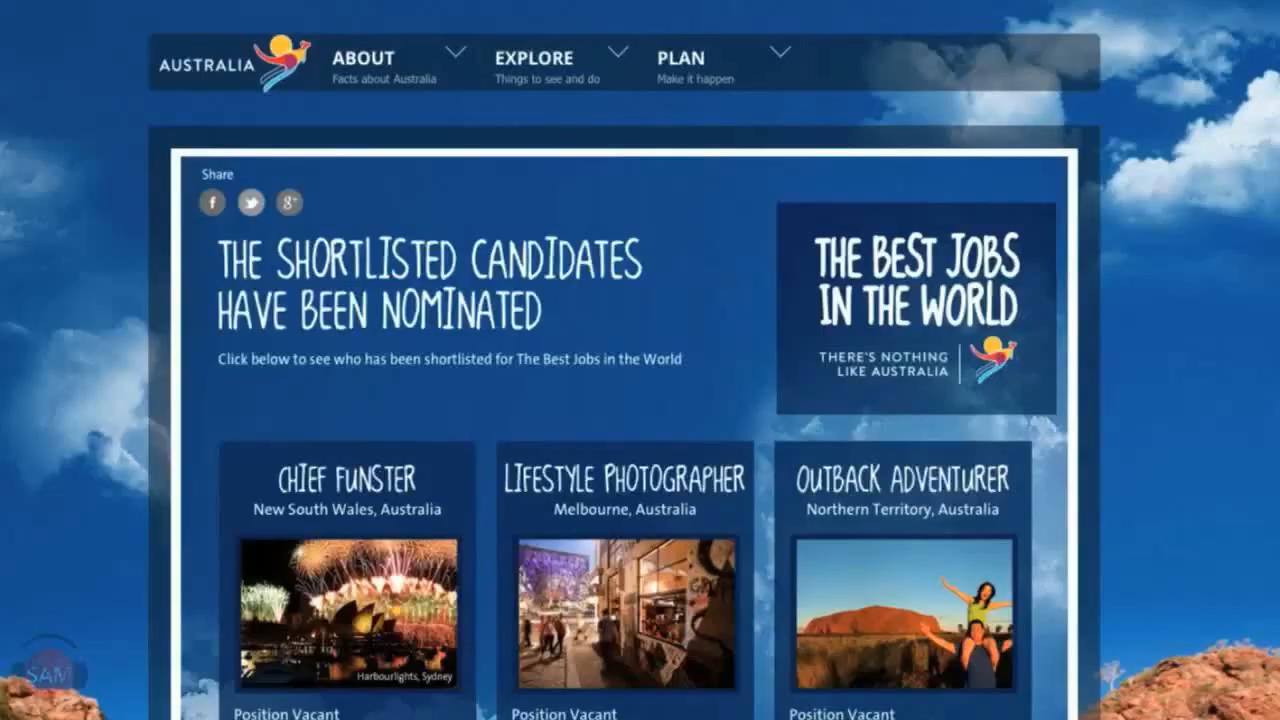 AUSTRALIA
ABOUT
Facts about Australia
EXPLORE
Things to see and do
PLAN
Make it happen
Share
f
g+
THE SHORTLISTED CANDIDATES
HAVE BEEN NOMINATED
Click below to see who has been shortlisted for The Best Jobs in the World
THE BEST JOBS
IN THE WORLD
THERE'S NOTHING
LIKE AUSTRALIA
CHIEF FUNSTER
New South Wales, Australia
Harbourlights, Sydney
Position Vacant
LIFESTYLE PHOTOGRAPHER
Melbourne, Australia
Position Vacant
OUTBACK ADVENTURER
Northern Territory, Australia
Position Vacant
SAM